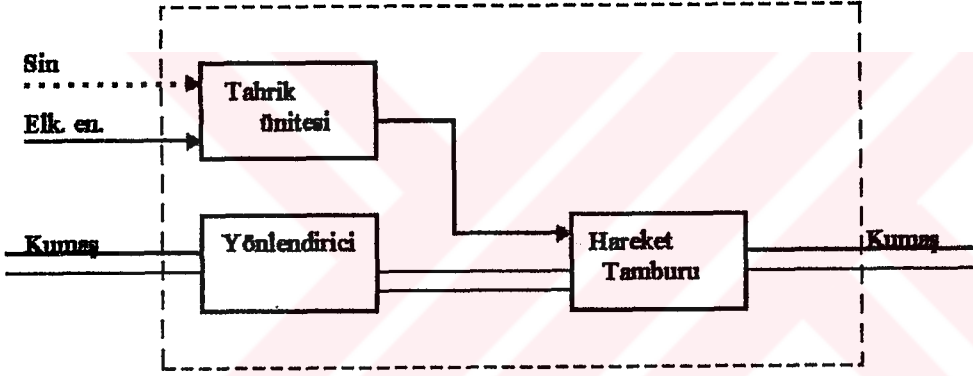 Sin
Tahrik
ünitesi
Elk. en.
Kumaş
Yönlendirici
Hareket
Tamburu
Kumaş